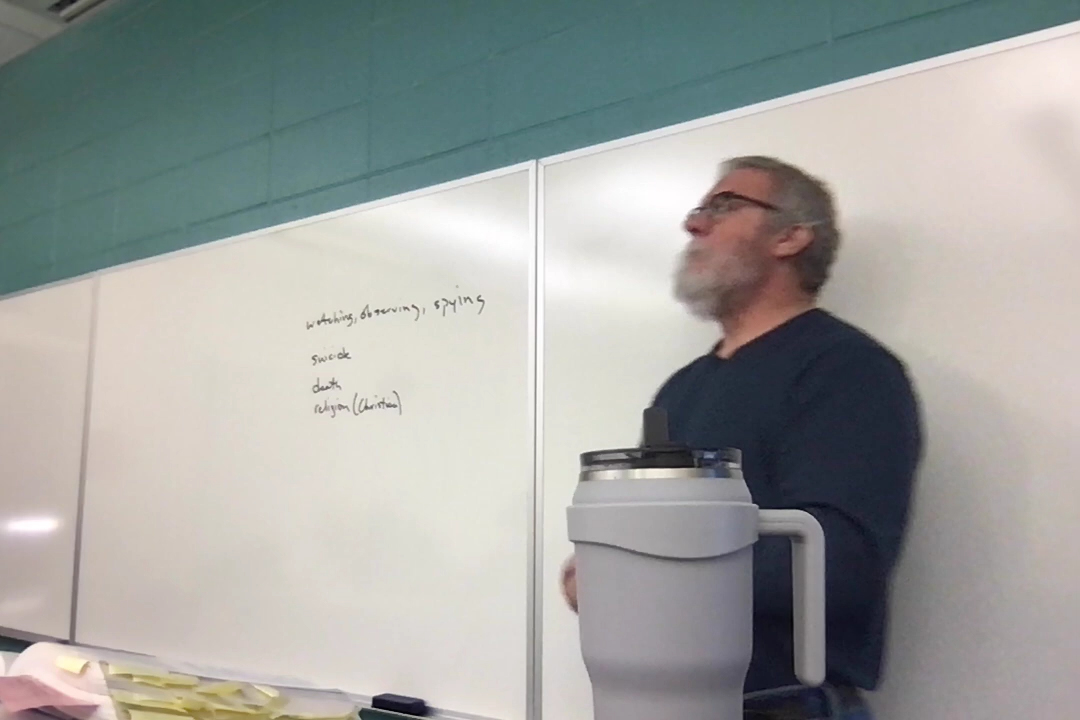 watching, observing, spying
suicide
death
religion (Christian)